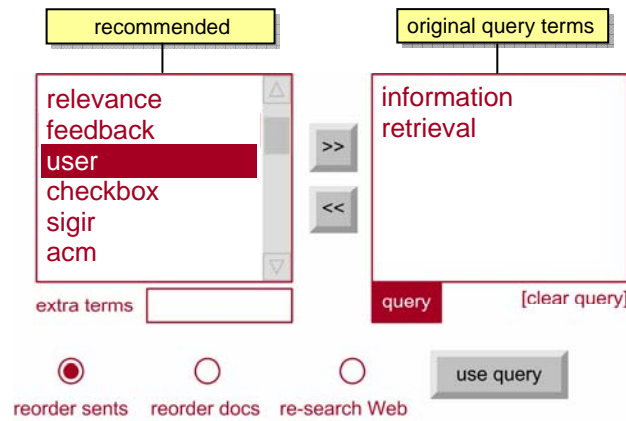 recommended
original query terms
relevance
feedback
user
checkbox
sigir
acm
>>
<<
information
retrieval
extra terms
query
[clear query]
reorder sents
reorder docs
re-search Web
use query